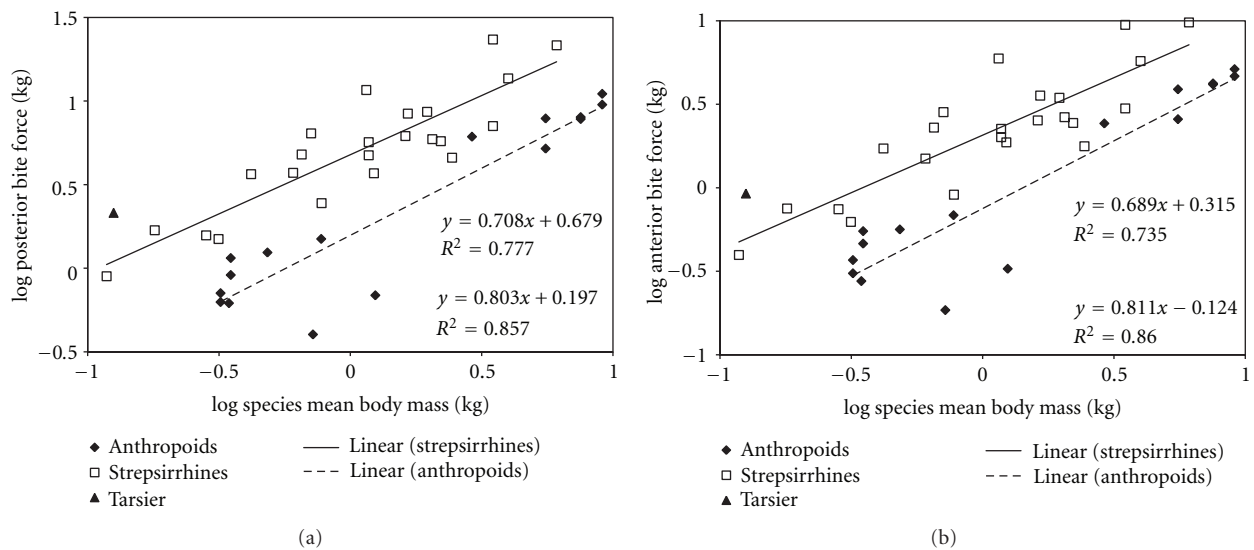 1.5
1
0.5
0
−0.5
−1
−0.5
0
0.5
1
log posterior bite force (kg)
log species mean body mass (kg)
y = 0.708x + 0.679
R² = 0.777
y = 0.803x + 0.197
R² = 0.857
Anthropoids
Strepsirrhines
Tarsier
Linear (strepsirrhines)
Linear (anthropoids)
(a)
1
0.5
0
−0.5
−1
−1
−0.5
0
0.5
1
log anterior bite force (kg)
log species mean body mass (kg)
y = 0.689x + 0.315
R² = 0.735
y = 0.811x − 0.124
R² = 0.86
Anthropoids
Strepsirrhines
Tarsier
Linear (strepsirrhines)
Linear (anthropoids)
(b)